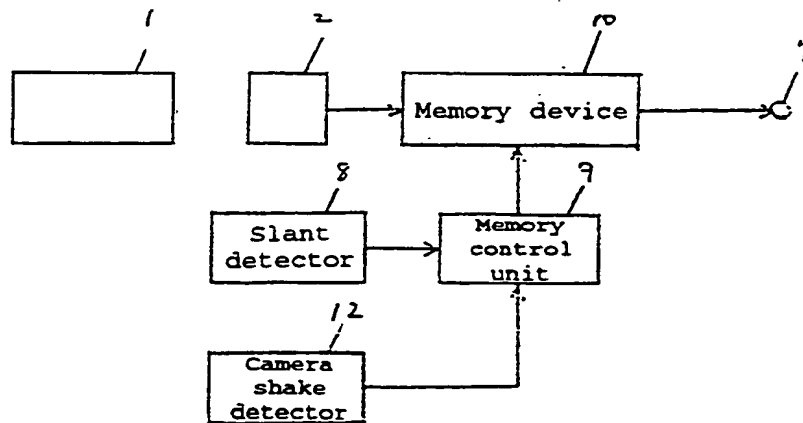 1
2
10
Memory device
8
Slant
detector
9
Memory
control
unit
12
Camera
shake
detector